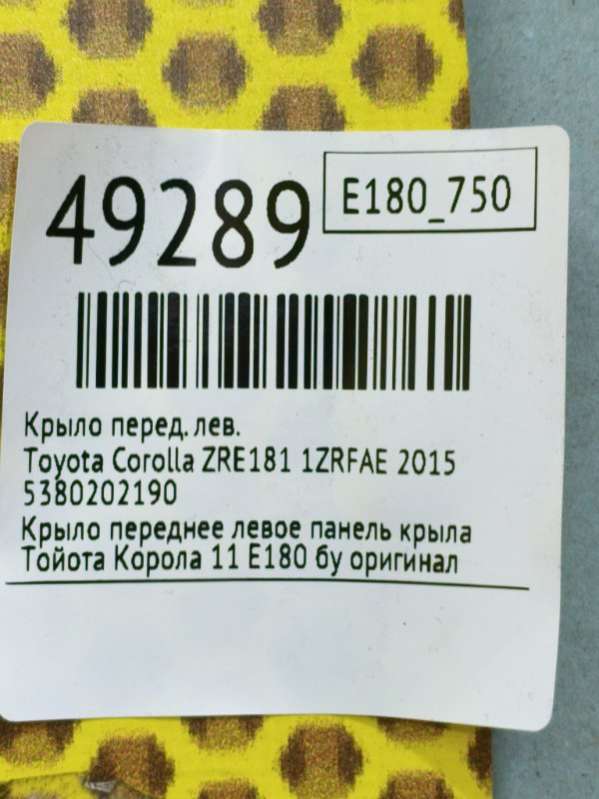 49289
E180_750
Крыло перед. лев.
Toyota Corolla ZRE181 1ZRFAE 2015
5380202190
Крыло переднее левое панель крыла
Тойота Корола 11 E180 бу оригинал